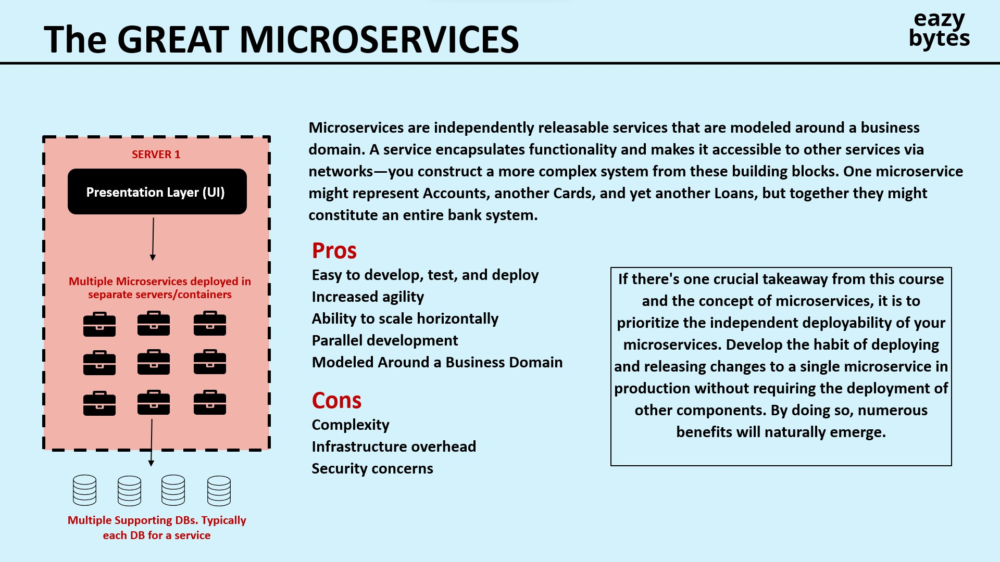 The GREAT MICROSERVICES
eazy
bytes
SERVER 1
Presentation Layer (UI)
Multiple Microservices deployed in
separate servers/containers
Multiple Supporting DBs. Typically
each DB for a service
Microservices are independently releasable services that are modeled around a business
domain. A service encapsulates functionality and makes it accessible to other services via
networks—you construct a more complex system from these building blocks. One microservice
might represent Accounts, another Cards, and yet another Loans, but together they might
constitute an entire bank system.
Pros
Easy to develop, test, and deploy
Increased agility
Ability to scale horizontally
Parallel development
Modeled Around a Business Domain
Cons
Complexity
Infrastructure overhead
Security concerns
If there's one crucial takeaway from this course
and the concept of microservices, it is to
prioritize the independent deployability of your
microservices. Develop the habit of deploying
and releasing changes to a single microservice in
production without requiring the deployment of
other components. By doing so, numerous
benefits will naturally emerge.